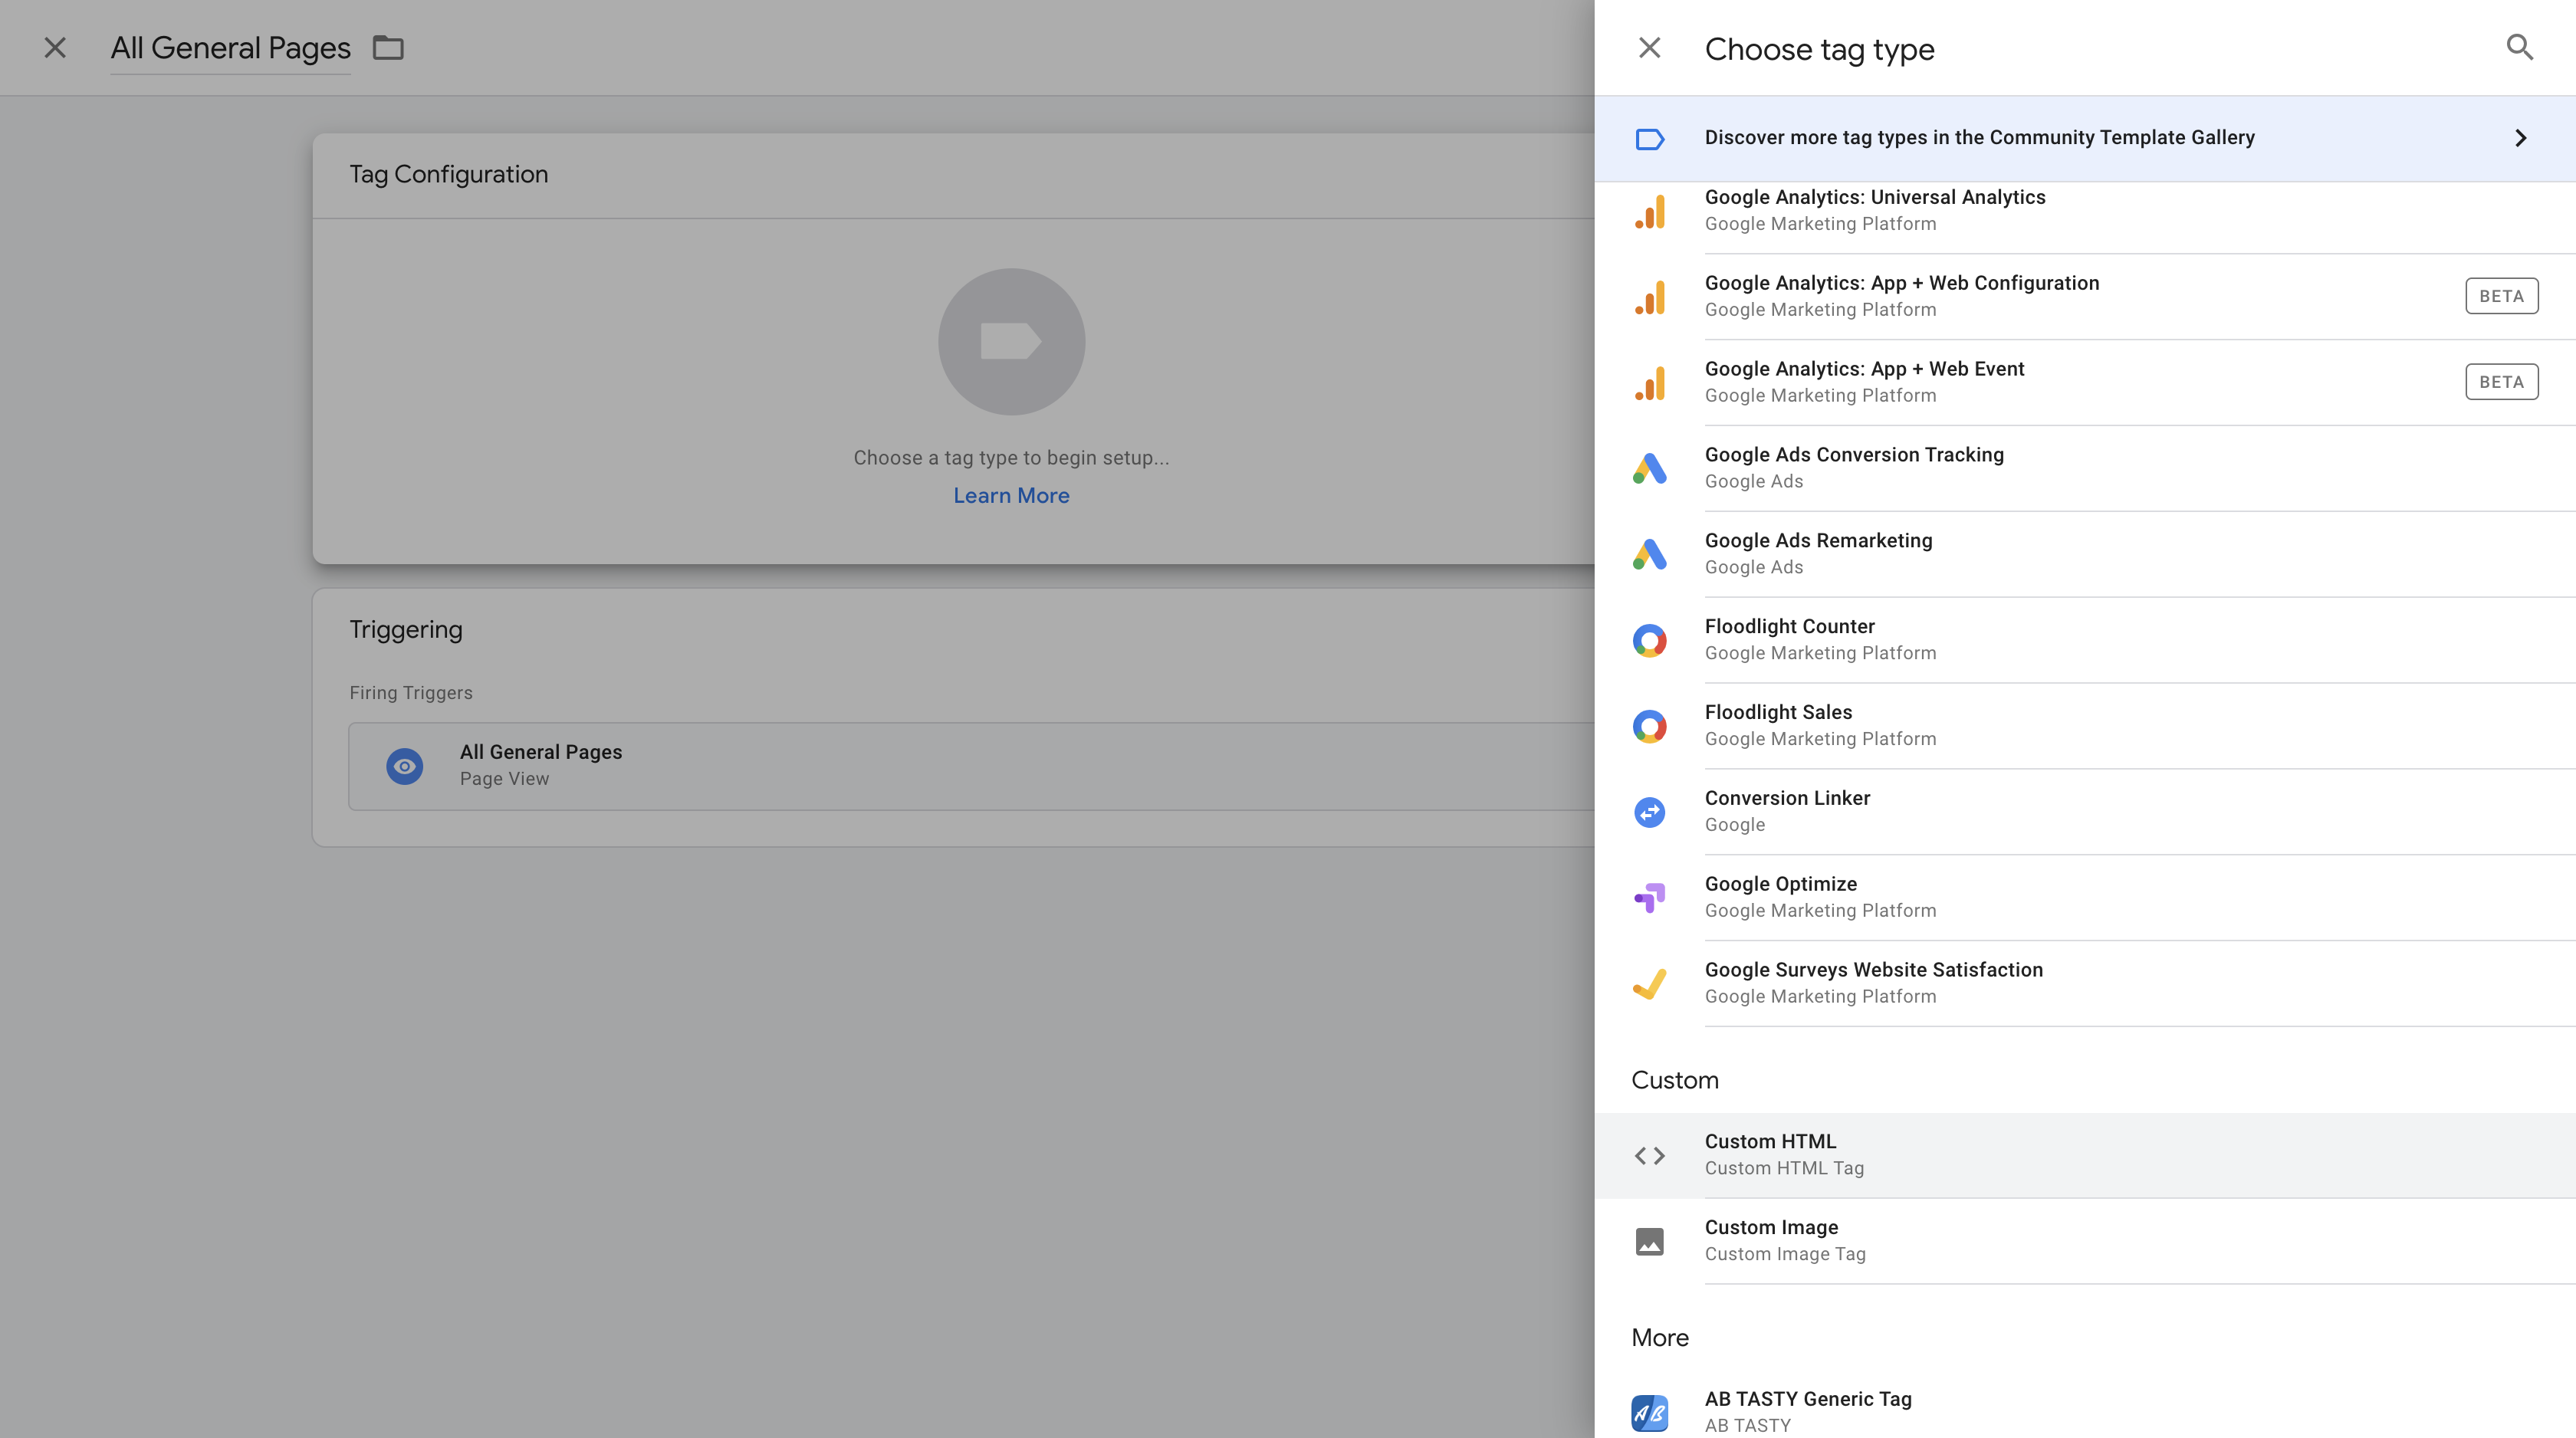 All General Pages
Tag Configuration
Choose a tag type to begin setup...
Learn More
Triggering
Firing Triggers
All General Pages
Page View
Choose tag type
Discover more tag types in the Community Template Gallery
Google Analytics: Universal Analytics
Google Marketing Platform
Google Analytics: App + Web Configuration
Google Marketing Platform
BETA
Google Analytics: App + Web Event
Google Marketing Platform
BETA
Google Ads Conversion Tracking
Google Ads
Google Ads Remarketing
Google Ads
Floodlight Counter
Google Marketing Platform
Floodlight Sales
Google Marketing Platform
Conversion Linker
Google
Google Optimize
Google Marketing Platform
Google Surveys Website Satisfaction
Google Marketing Platform
Custom
Custom HTML
Custom HTML Tag
Custom Image
Custom Image Tag
More
AB
AB TASTY Generic Tag
AB TASTY